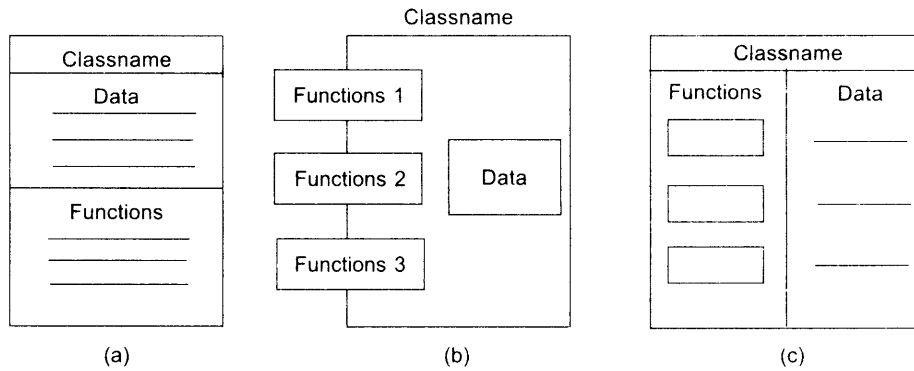 Classname
Data
Functions
(a)
Classname
Functions 1
Functions 2
Functions 3
Data
(b)
Classname
Functions
Data
(c)